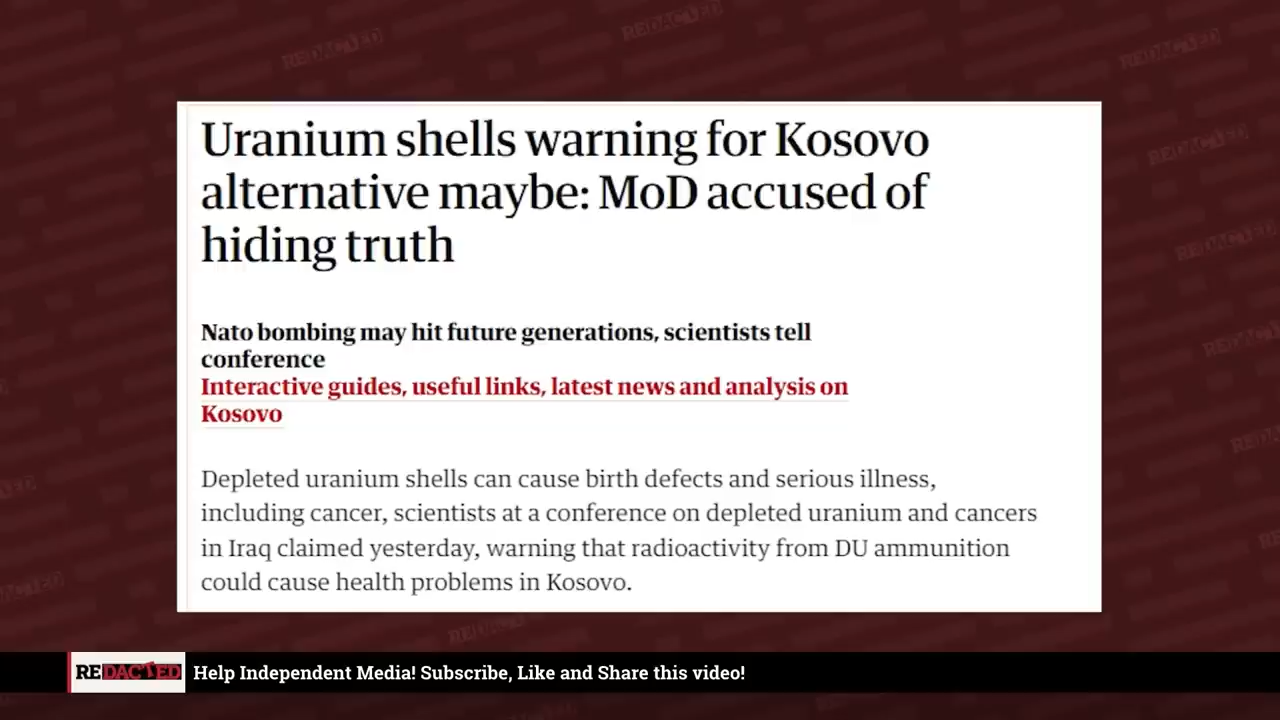 Uranium shells warning for Kosovo
alternative maybe: MoD accused of
hiding truth
Nato bombing may hit future generations, scientists tell
conference
Interactive guides, useful links, latest news and analysis on
Kosovo
Depleted uranium shells can cause birth defects and serious illness,
including cancer, scientists at a conference on depleted uranium and cancers
in Iraq claimed yesterday, warning that radioactivity from DU ammunition
could cause health problems in Kosovo.
REDACTED Help Independent Media! Subscribe, Like and Share this video!